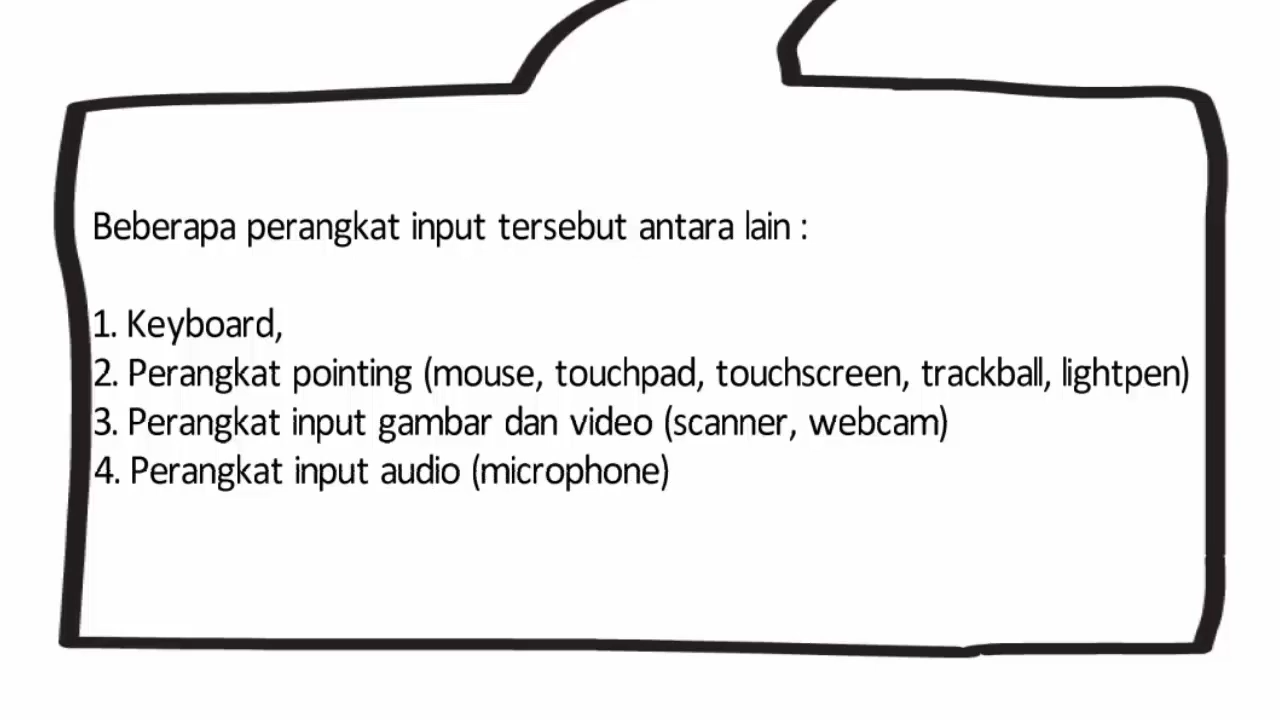 Beberapa perangkat input tersebut antara lain :
1. Keyboard,
2. Perangkat pointing (mouse, touchpad, touchscreen, trackball, lightpen)
3. Perangkat input gambar dan video (scanner, webcam)
4. Perangkat input audio (microphone)